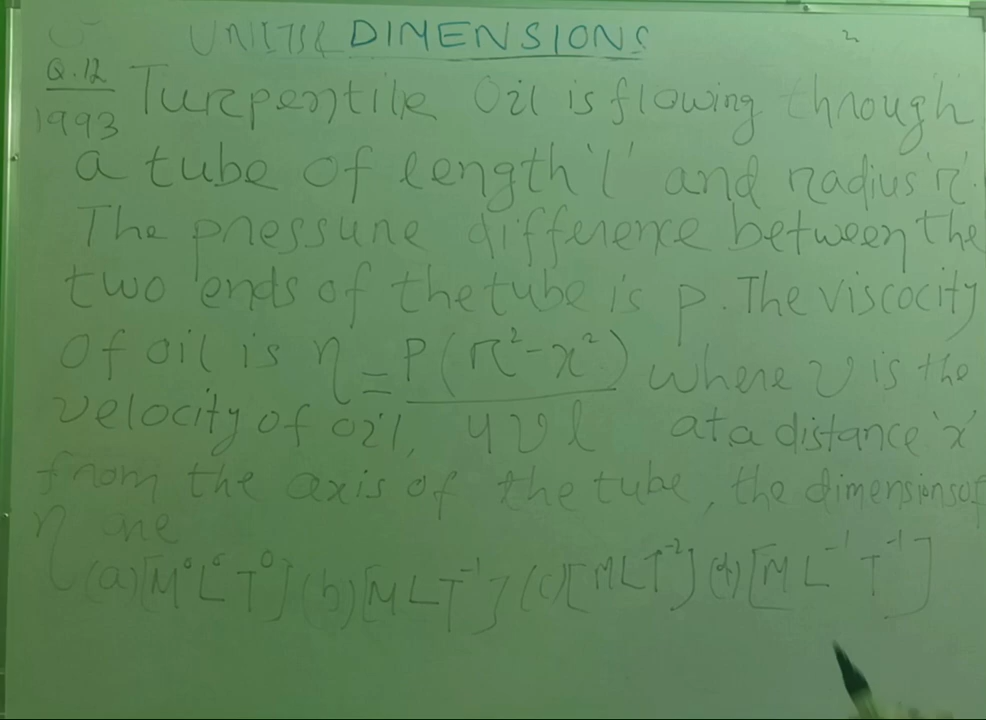 UNITS & DIMENSIONS
Q.12 Turpentile Oil is flowing through
1993
a tube of length 'l' and radius 'r'.
The pressure difference between the
two ends of the tube is p. The viscocity
Of oil is η = P(r²-x²) where v is the
velocity of oil, 4vl at a distance 'x'
from the axis of the tube, the dimensions of
η are
(a) [M⁰L⁰T⁰] (b) [MLT⁻¹] (c) [MLT⁻²] (d) [ML⁻¹T⁻¹]